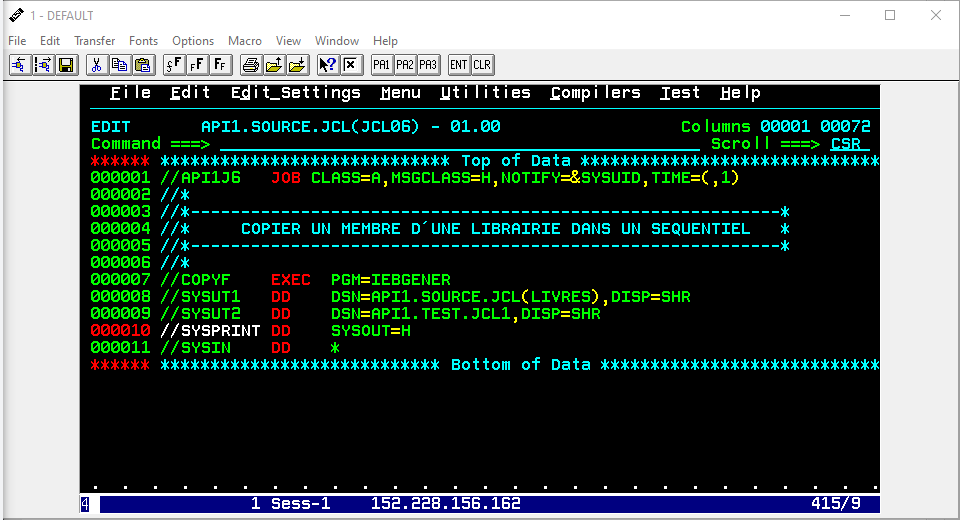 1 - DEFAULT
File Edit Transfer Fonts Options Macro View Window Help
PA1 PA2 PA3 ENT CLR
File Edit Edit_Settings Menu Utilities Compilers Test Help
EDIT API1.SOURCE.JCL(JCL06) - 01.00 Columns 00001 00072
Command ===> Scroll ===> CSR
****** ***************************** Top of Data ******************************
000001 //API1J6 JOB CLASS=A,MSGCLASS=H,NOTIFY=&SYSUID,TIME=(,1)
000002 //*
000003 //*-----------------------------------------------------------*
000004 //* COPIER UN MEMBRE D´UNE LIBRAIRIE DANS UN SEQUENTIEL *
000005 //*-----------------------------------------------------------*
000006 //*
000007 //COPYF EXEC PGM=IEBGENER
000008 //SYSUT1 DD DSN=API1.SOURCE.JCL(LIVRES),DISP=SHR
000009 //SYSUT2 DD DSN=API1.TEST.JCL1,DISP=SHR
000010 //SYSPRINT DD SYSOUT=H
000011 //SYSIN DD *
****** **************************** Bottom of Data ****************************
4 1 Sess-1 152.228.156.162 415/9